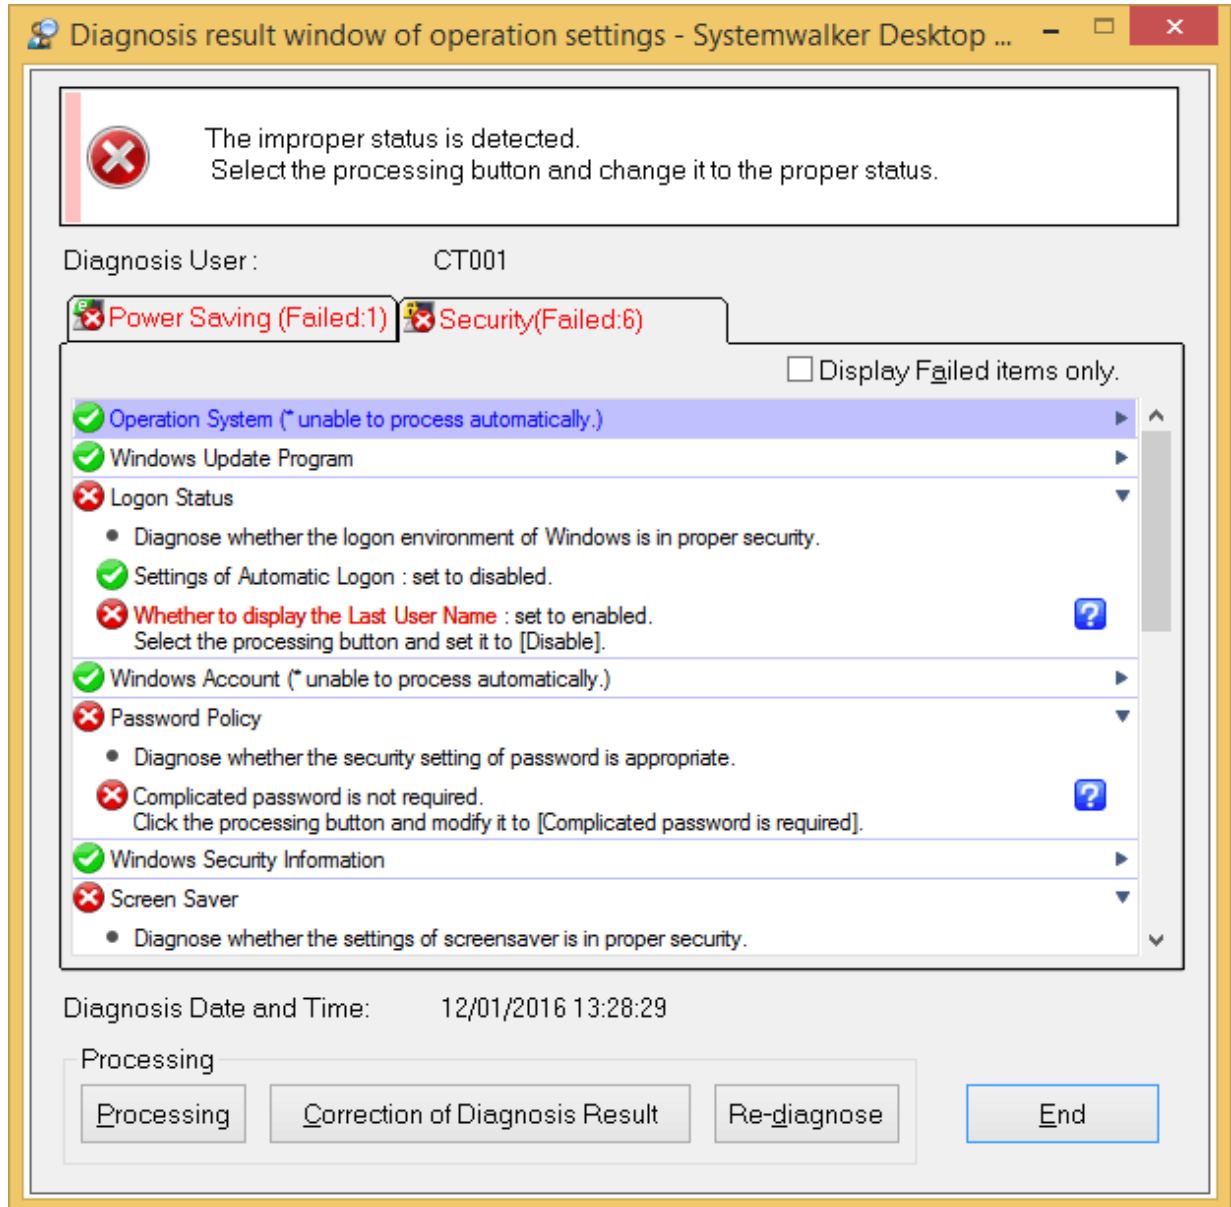 Diagnosis result window of operation settings - Systemwalker Desktop ...
The improper status is detected.
Select the processing button and change it to the proper status.
Diagnosis User : CT001
Power Saving (Failed:1) Security(Failed:6)
Display Failed items only.
Operation System (* unable to process automatically.)
Windows Update Program
Logon Status
Diagnose whether the logon environment of Windows is in proper security.
Settings of Automatic Logon : set to disabled.
Whether to display the Last User Name : set to enabled.
Select the processing button and set it to [Disable].
Windows Account (* unable to process automatically.)
Password Policy
Diagnose whether the security setting of password is appropriate.
Complicated password is not required.
Click the processing button and modify it to [Complicated password is required].
Windows Security Information
Screen Saver
Diagnose whether the settings of screensaver is in proper security.
Diagnosis Date and Time: 12/01/2016 13:28:29
Processing
Processing Correction of Diagnosis Result Re-diagnose End